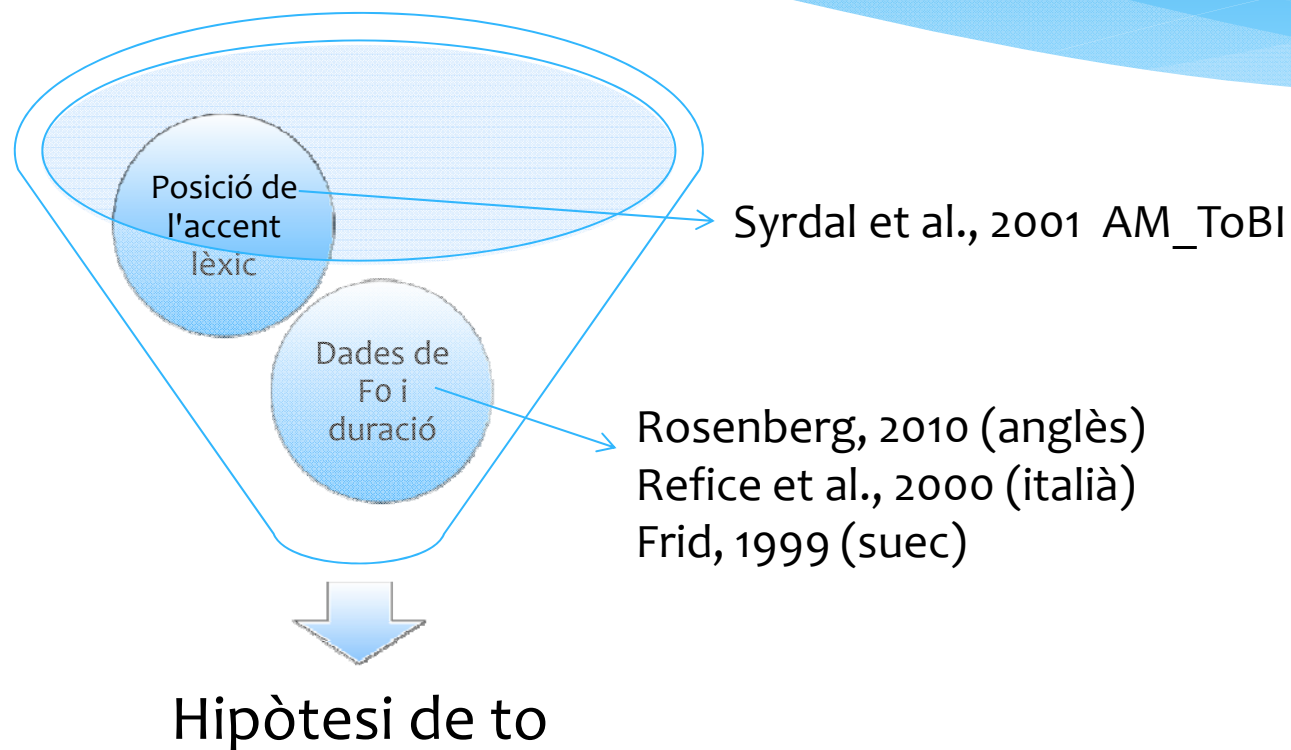 Posició de
l'accent
lèxic
Syrdal et al., 2001 AM_ToBI
Dades de
F0 i
duració
Rosenberg, 2010 (anglès)
Refice et al., 2000 (italià)
Frid, 1999 (suec)
Hipòtesi de to